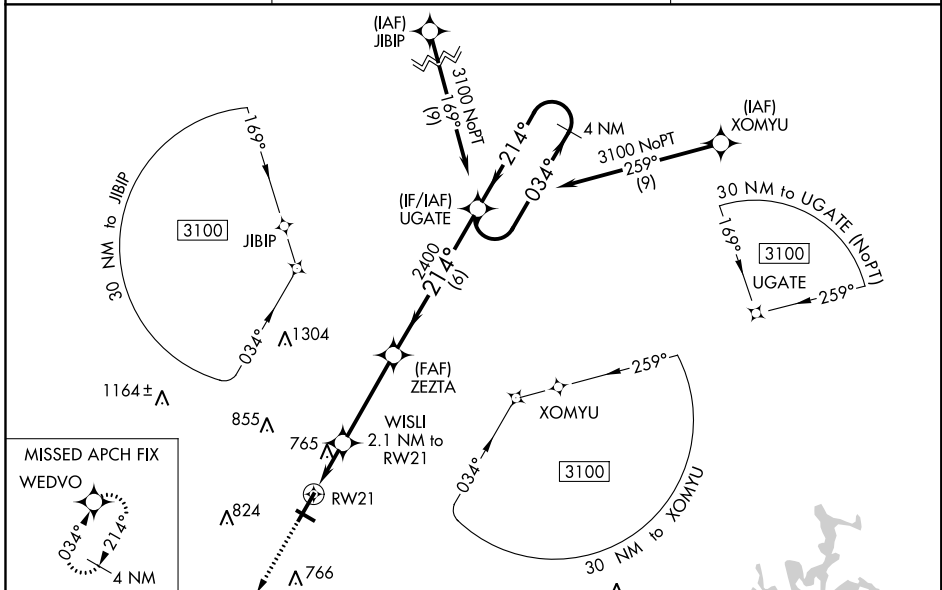 (IAF)
JIBIP
3100 NoPT
169°
(9)
4 NM
214°
034°
(IAF)
XOMYU
3100 NoPT
259°
(9)
(IF/IAF)
UGATE
2400
214°
(6)
30 NM to JIBIP
169°
3100
JIBIP
034°
30 NM to UGATE (NoPT)
169°
3100
UGATE
259°
1304
(FAF)
ZEZTA
1164±
855
WISLI
2.1 NM to
RW21
765
RW21
824
766
259°
XOMYU
034°
3100
30 NM to XOMYU
MISSED APCH FIX
WEDVO
034°
214°
4 NM